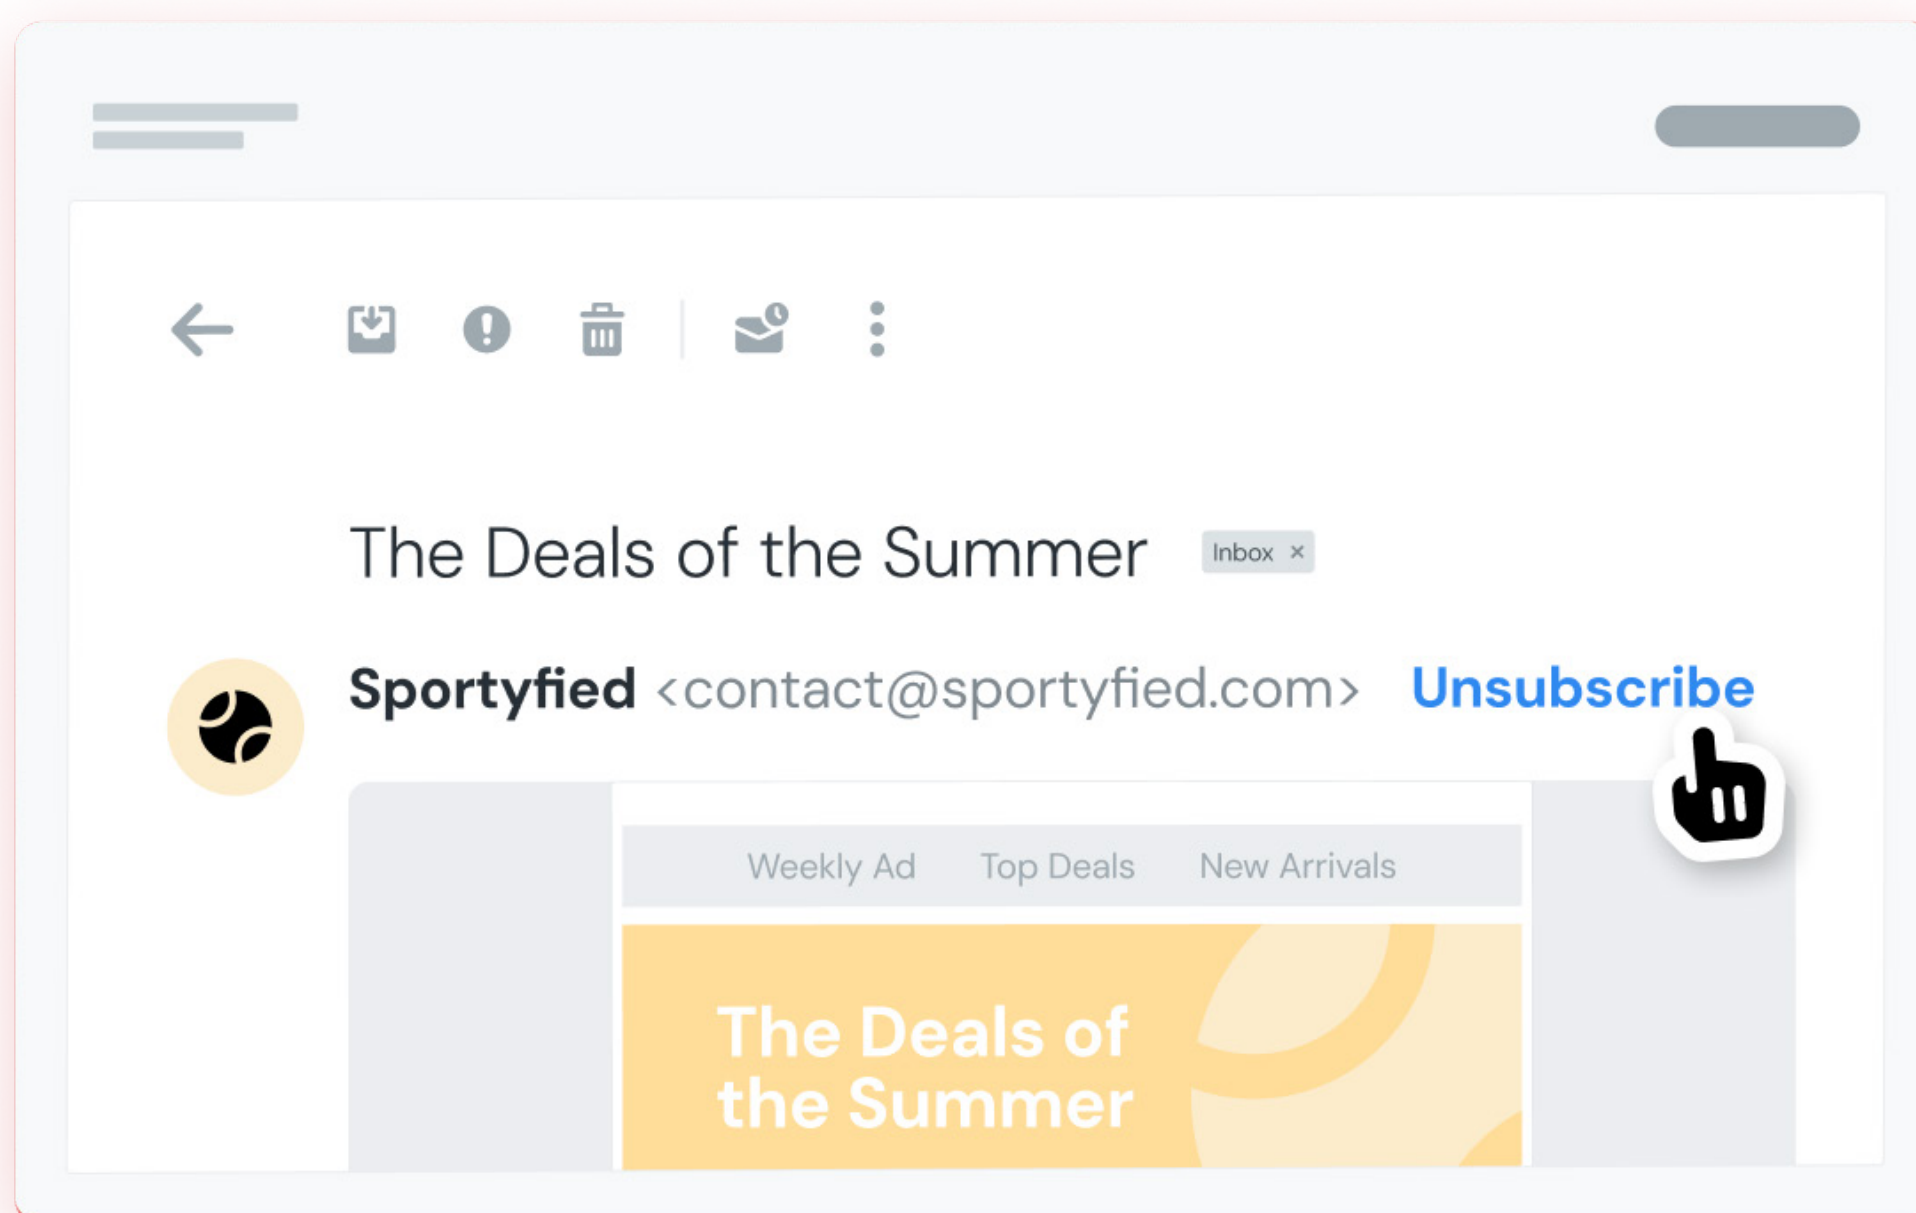 The Deals of the Summer Inbox ×
Sportyfied <contact@sportyfied.com> Unsubscribe
Weekly Ad Top Deals New Arrivals
The Deals of
the Summer